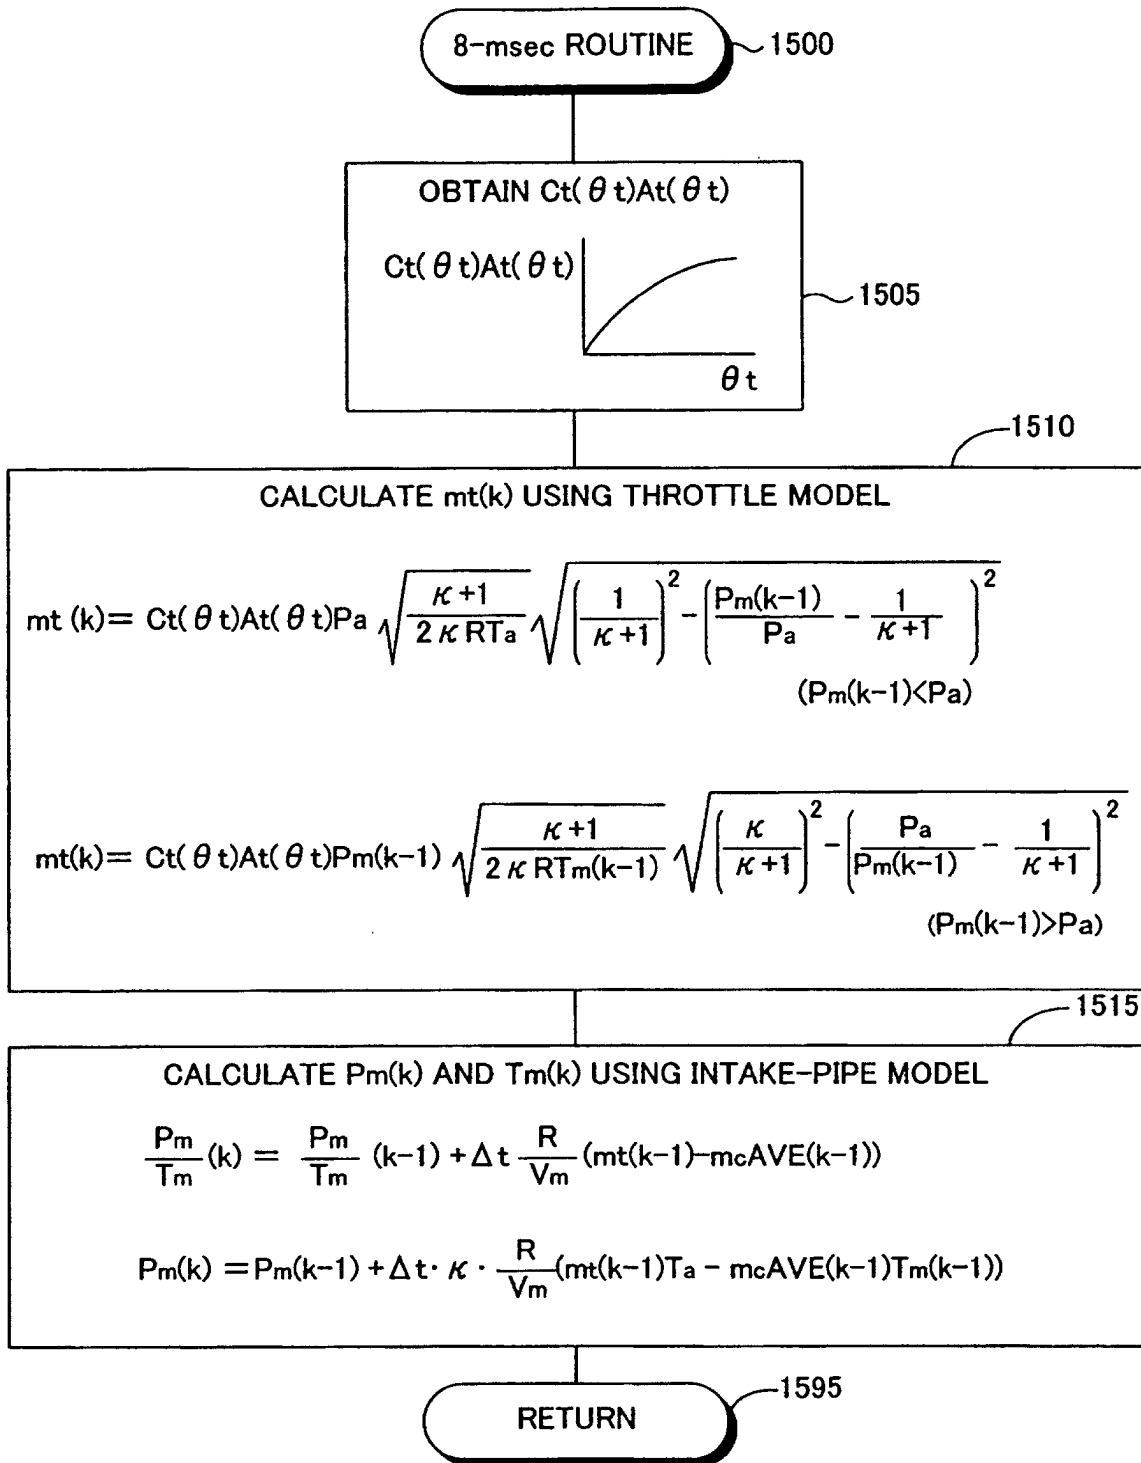 8-msec ROUTINE
1500
OBTAIN Ct(θt)At(θt)
Ct(θt)At(θt)
θt
1505
1510
CALCULATE mt(k) USING THROTTLE MODEL
mt (k)= Ct(θt)At(θt)Pa √((κ+1)/(2κRTa)) √((1/(κ+1))² - (Pm(k-1)/Pa - 1/(κ+1))²)
(Pm(k-1)<Pa)
mt(k)= Ct(θt)At(θt)Pm(k-1) √((κ+1)/(2κRTm(k-1))) √((κ/(κ+1))² - (Pa/Pm(k-1) - 1/(κ+1))²)
(Pm(k-1)>Pa)
1515
CALCULATE Pm(k) AND Tm(k) USING INTAKE-PIPE MODEL
Pm/Tm (k) = Pm/Tm (k-1) + Δt R/Vm (mt(k-1)-mcAVE(k-1))
Pm(k) = Pm(k-1) + Δt· κ · R/Vm (mt(k-1)Ta - mcAVE(k-1)Tm(k-1))
RETURN
1595